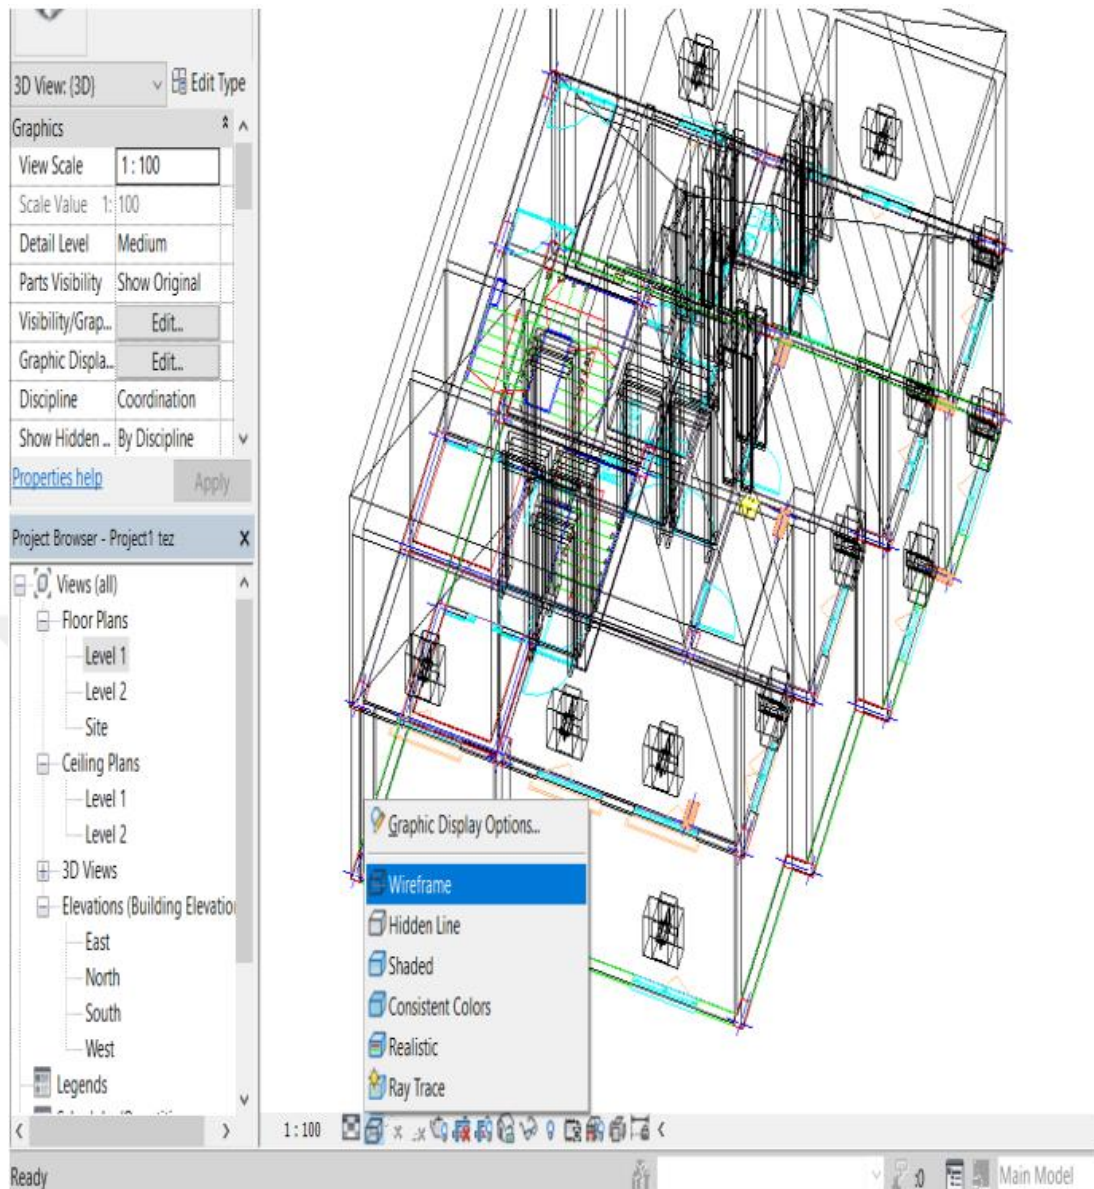 3D View: {3D}
Edit Type
Graphics
View Scale 1 : 100
Scale Value 1: 100
Detail Level Medium
Parts Visibility Show Original
Visibility/Grap... Edit...
Graphic Displa... Edit...
Discipline Coordination
Show Hidden ... By Discipline
Properties help
Apply
Project Browser - Project1 tez
Views (all)
Floor Plans
Level 1
Level 2
Site
Ceiling Plans
Level 1
Level 2
3D Views
Elevations (Building Elevatio
East
North
South
West
Legends
Graphic Display Options...
Wireframe
Hidden Line
Shaded
Consistent Colors
Realistic
Ray Trace
1 : 100
Ready
:0
Main Model